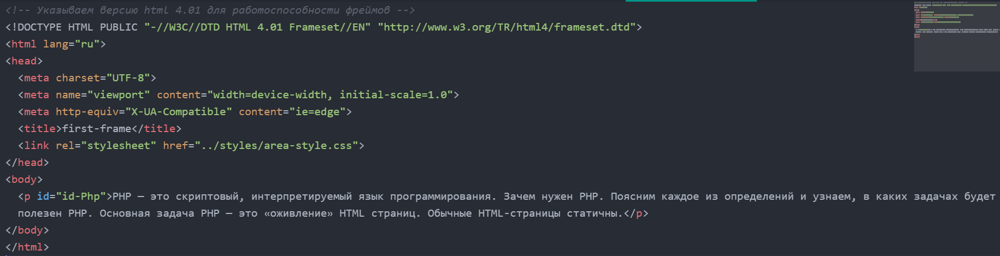 <!-- Указываем версию html 4.01 для работоспособности фреймов -->
<!DOCTYPE HTML PUBLIC "-//W3C//DTD HTML 4.01 Frameset//EN" "http://www.w3.org/TR/html4/frameset.dtd">
<html lang="ru">
<head>
  <meta charset="UTF-8">
  <meta name="viewport" content="width=device-width, initial-scale=1.0">
  <meta http-equiv="X-UA-Compatible" content="ie=edge">
  <title>first-frame</title>
  <link rel="stylesheet" href="../styles/area-style.css">
</head>
<body>
  <p id="id-Php">PHP — это скриптовый, интерпретируемый язык программирования. Зачем нужен PHP. Поясним каждое из определений и узнаем, в каких задачах будет
  полезен PHP. Основная задача PHP — это «оживление» HTML страниц. Обычные HTML-страницы статичны.</p>
</body>
</html>